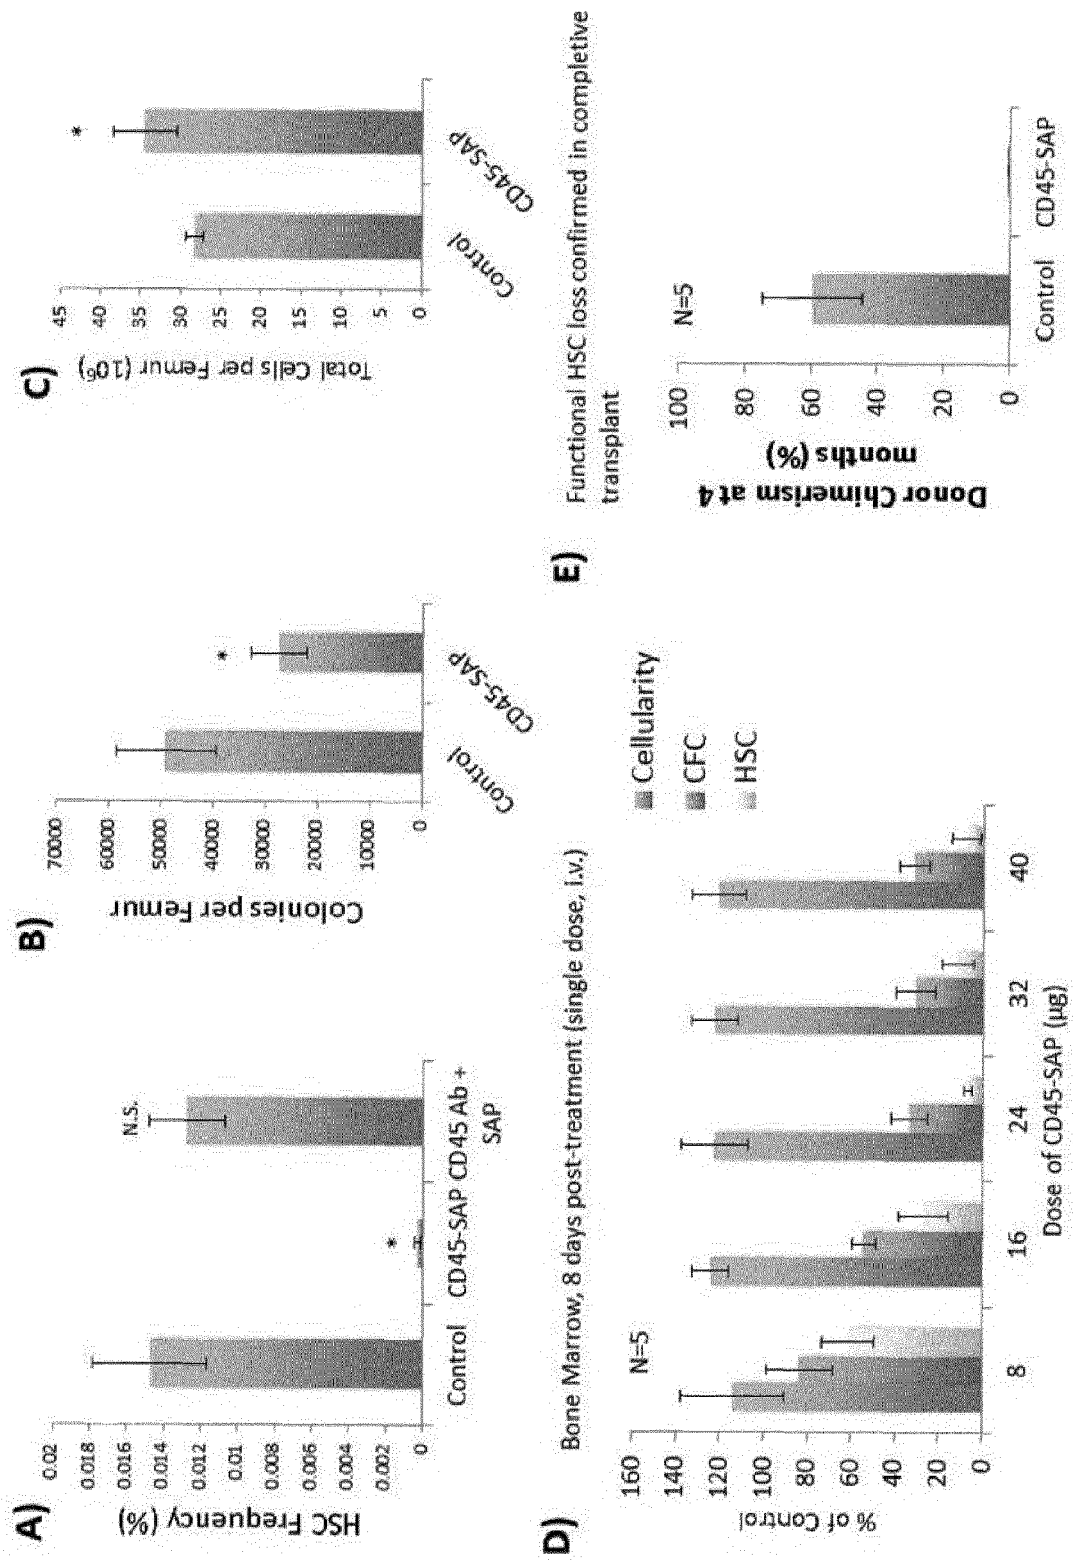 A)
HSC Frequency (%)
0.02
0.018
0.016
0.014
0.012
0.01
0.008
0.006
0.004
0.002
0
*
N.S.
Control
CD45-SAP
CD45 Ab +
SAP
B)
Colonies per Femur
70000
60000
50000
40000
30000
20000
10000
0
*
Control
CD45-SAP
C)
Total Cells per Femur (10⁶)
45
40
35
30
25
20
15
10
5
0
*
Control
CD45-SAP
D)
Bone Marrow, 8 days post-treatment (single dose, i.v.)
% of Control
160
140
120
100
80
60
40
20
0
N=5
8
16
24
32
40
Dose of CD45-SAP (µg)
Cellularity
CFC
HSC
E)
Functional HSC loss confirmed in completive
transplant
Donor Chimerism at 4
months (%)
100
80
60
40
20
0
N=5
Control
CD45-SAP